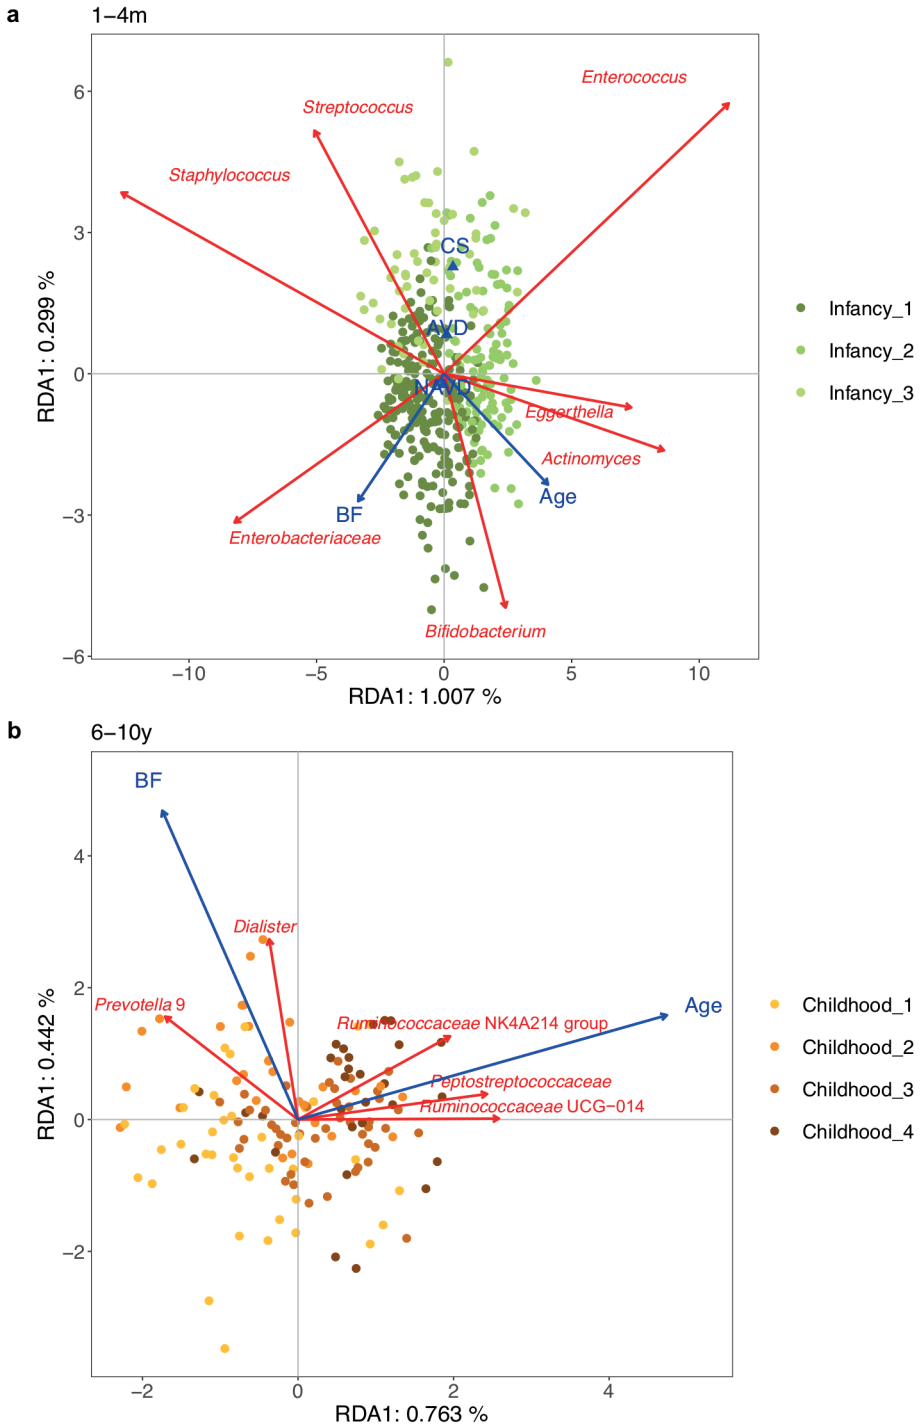 a
1−4m
Enterococcus
Streptococcus
Staphylococcus
CS
AVD
NAVD
Eggerthella
Actinomyces
Age
BF
Enterobacteriaceae
Bifidobacterium
6
3
0
−3
−6
RDA1: 0.299 %
−10
−5
0
5
10
RDA1: 1.007 %
Infancy_1
Infancy_2
Infancy_3
b
6−10y
BF
Dialister
Prevotella 9
Age
Ruminococcaceae NK4A214 group
Peptostreptococcaceae
Ruminococcaceae UCG−014
4
2
0
−2
RDA1: 0.442 %
−2
0
2
4
RDA1: 0.763 %
Childhood_1
Childhood_2
Childhood_3
Childhood_4